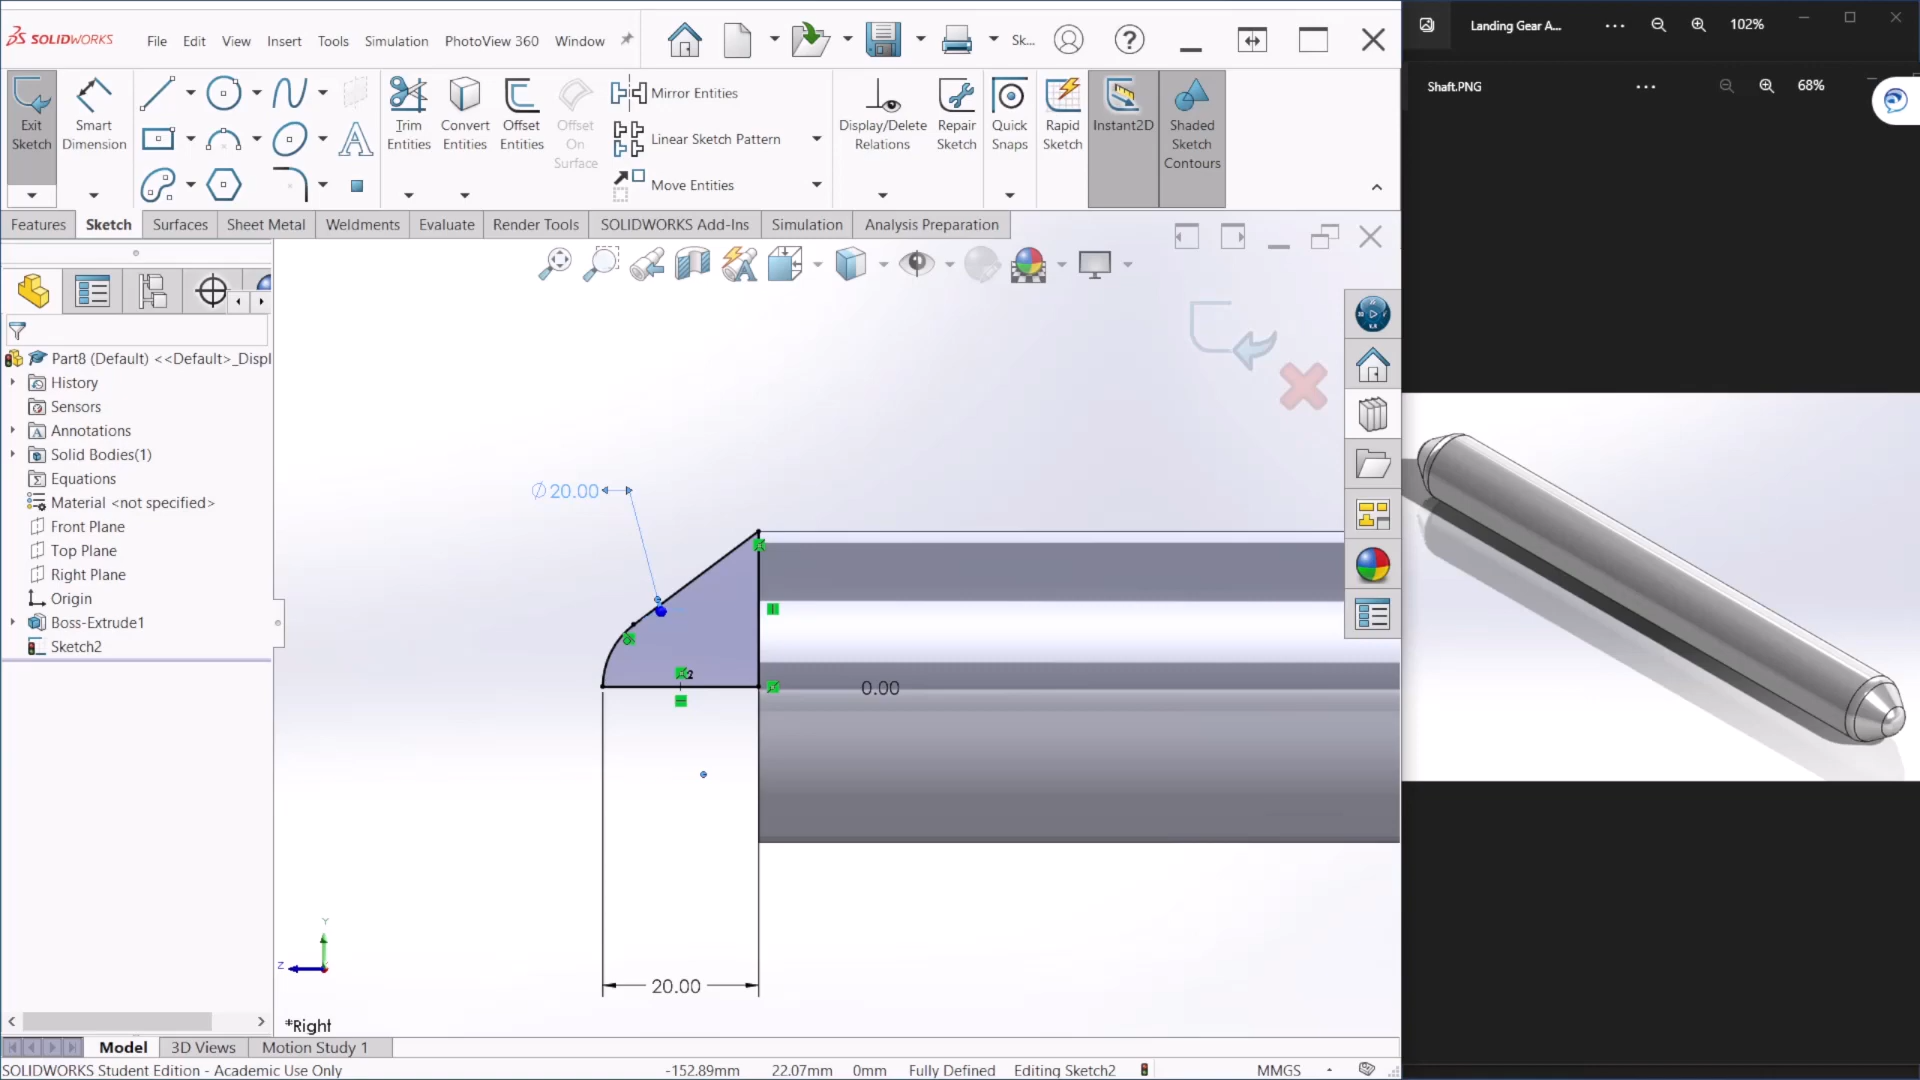 SOLIDWORKS
File Edit View Insert Tools Simulation PhotoView 360 Window
Sk...
Landing Gear A...
102%
Shaft.PNG
68%
Exit Sketch
Smart Dimension
Trim Entities
Convert Entities
Offset Entities
Offset On Surface
Mirror Entities
Linear Sketch Pattern
Move Entities
Display/Delete Relations
Repair Sketch
Quick Snaps
Rapid Sketch
Instant2D
Shaded Sketch Contours
Features Sketch Surfaces Sheet Metal Weldments Evaluate Render Tools SOLIDWORKS Add-Ins Simulation Analysis Preparation
Part8 (Default) <<Default>_Displ
History
Sensors
Annotations
Solid Bodies(1)
Equations
Material <not specified>
Front Plane
Top Plane
Right Plane
Origin
Boss-Extrude1
Sketch2
∅20.00
2
0.00
20.00
Y
Z
*Right
Model 3D Views Motion Study 1
SOLIDWORKS Student Edition - Academic Use Only
-152.89mm 22.07mm 0mm Fully Defined Editing Sketch2 MMGS